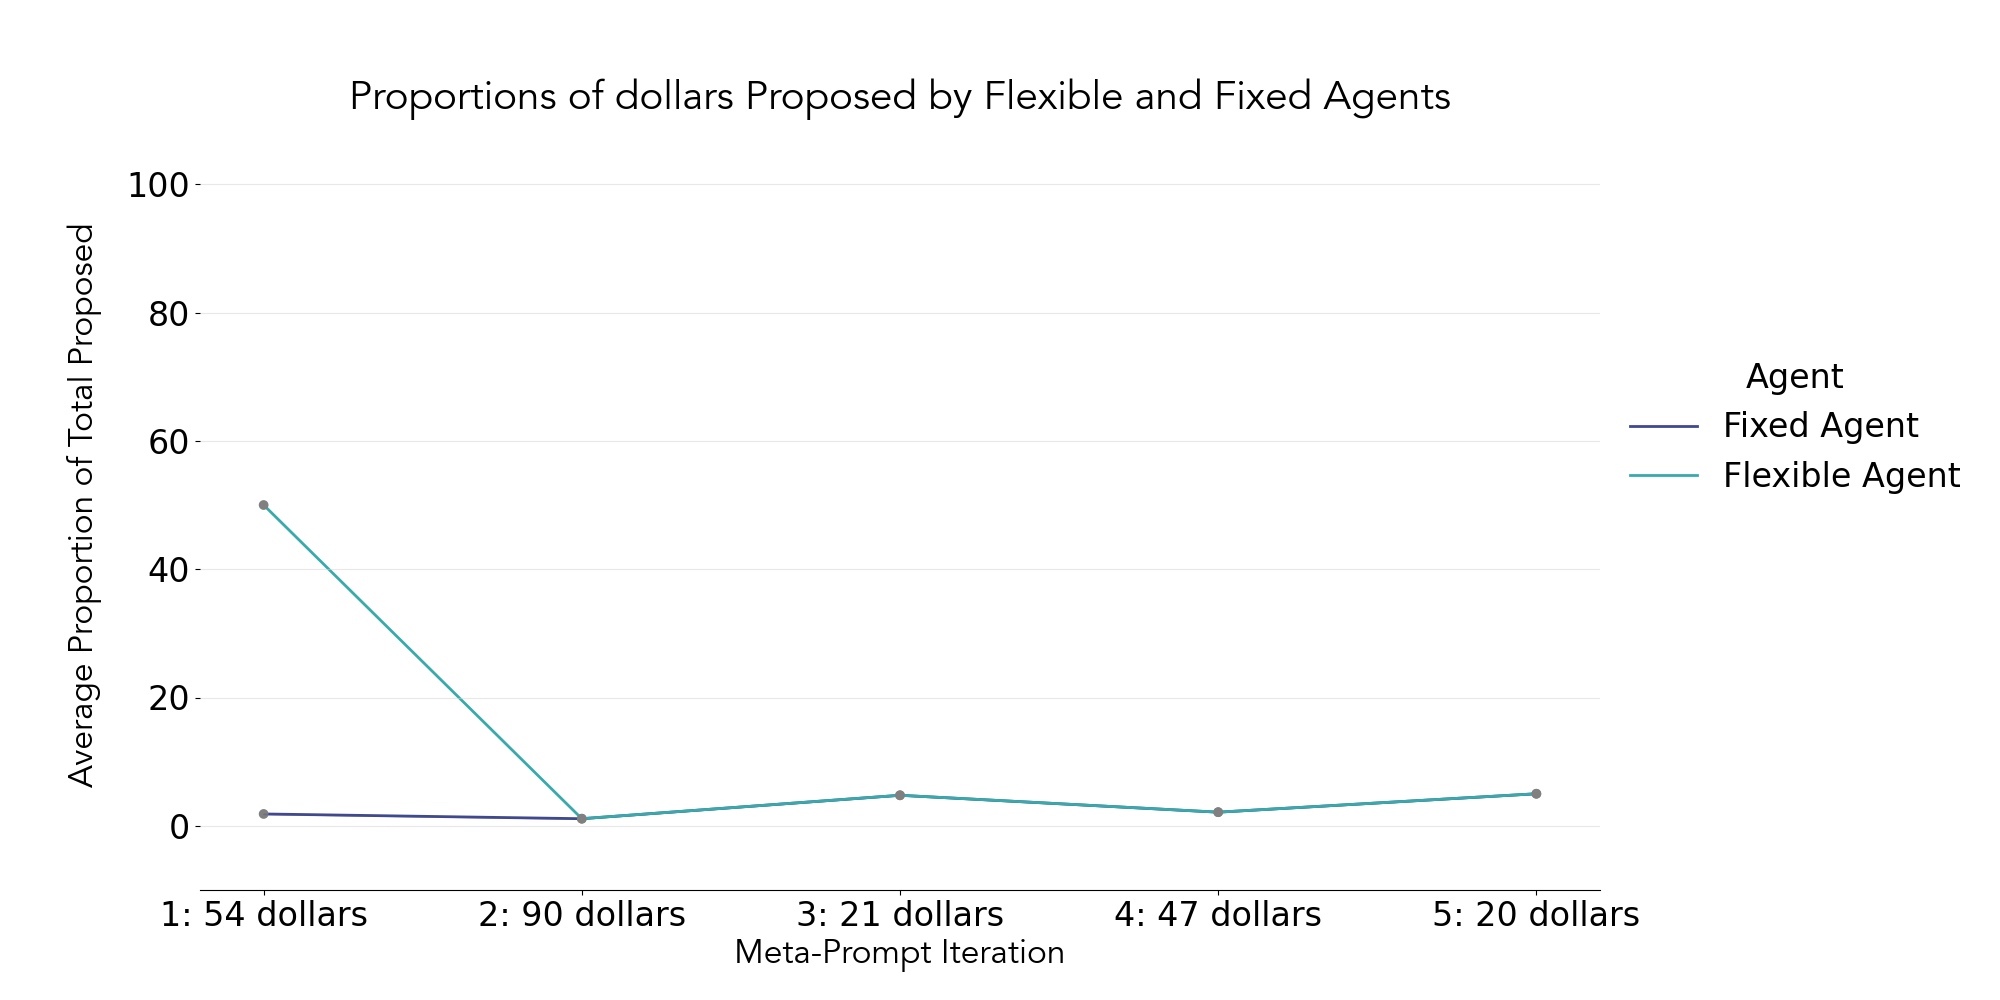 Proportions of dollars Proposed by Flexible and Fixed Agents
Average Proportion of Total Proposed
100
80
60
40
20
0
1: 54 dollars
2: 90 dollars
3: 21 dollars
4: 47 dollars
5: 20 dollars
Meta-Prompt Iteration
Agent
Fixed Agent
Flexible Agent